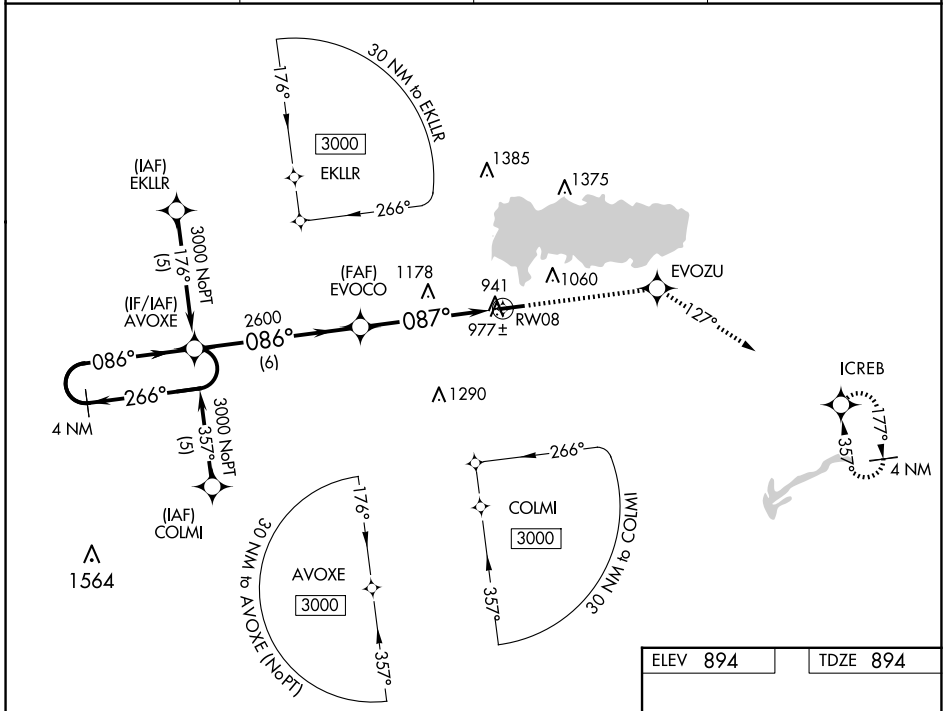 30 NM to EKLLR
176°
3000
EKLLR
266°
1385
1375
(IAF)
EKLLR
3000 NoPT
176°
(5)
(FAF)
EVOCO
1178
1060
EVOZU
941
(IF/IAF)
AVOXE
2600
086°
(6)
087°
977±
RW08
127°
086°
266°
4 NM
1290
ICREB
177°
357°
4 NM
3000 NoPT
357°
(5)
(IAF)
COLMI
266°
COLMI
3000
357°
30 NM to COLMI
176°
AVOXE
3000
357°
30 NM to AVOXE (NoPT)
1564
ELEV 894
TDZE 894